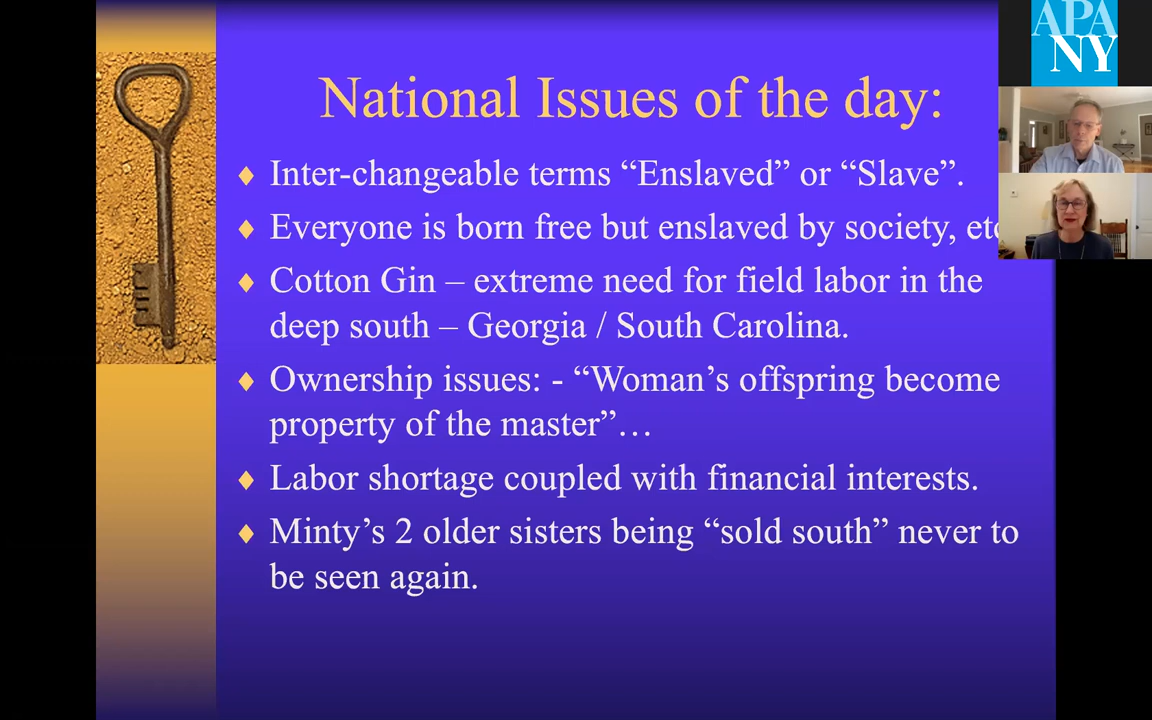 APA
NY
National Issues of the day:
Inter-changeable terms “Enslaved” or “Slave”.
Everyone is born free but enslaved by society, etc
Cotton Gin – extreme need for field labor in the
deep south – Georgia / South Carolina.
Ownership issues: - “Woman’s offspring become
property of the master”…
Labor shortage coupled with financial interests.
Minty’s 2 older sisters being “sold south” never to
be seen again.